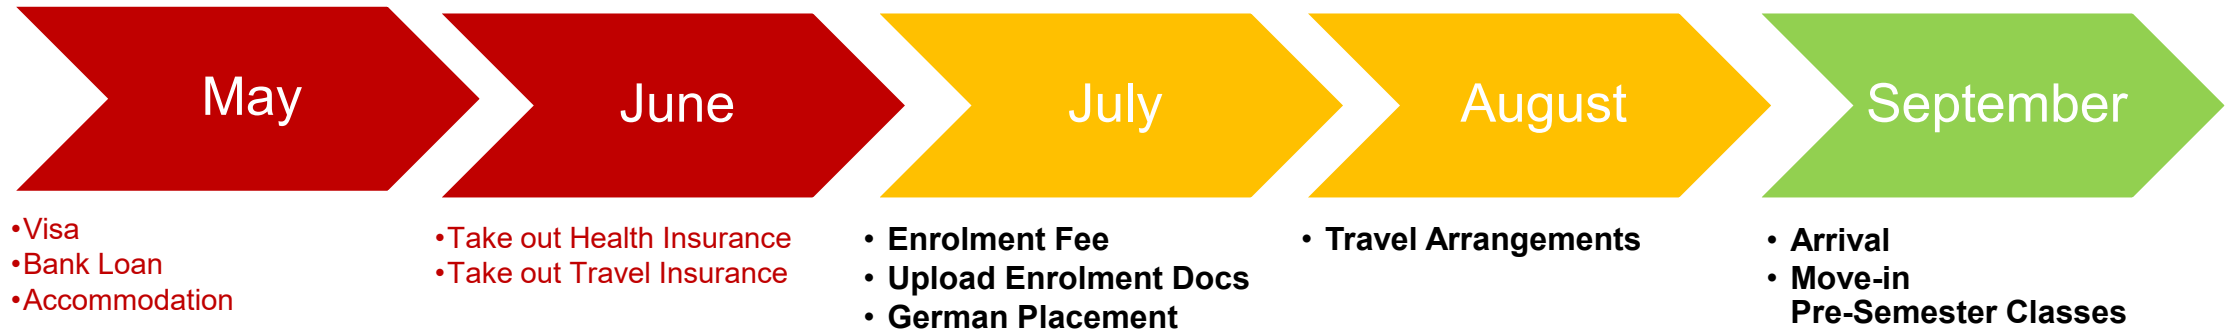 May
June
July
August
September
•Visa
•Bank Loan
•Accommodation
•Take out Health Insurance
•Take out Travel Insurance
• Enrolment Fee
• Upload Enrolment Docs
• German Placement
• Travel Arrangements
• Arrival
• Move-in
Pre-Semester Classes